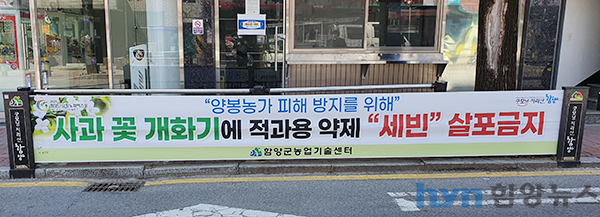 "양봉농가 피해 방지를 위해"
사과 꽃 개화기에 적과용 약제 "세빈" 살포금지
함양군농업기술센터
hyn 함양뉴스